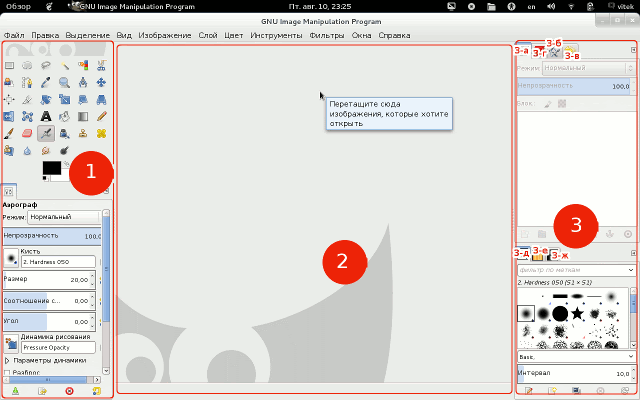 Обзор
GNU Image Manipulation Program
Пт. авг. 10, 23:25
en
vitek
GNU Image Manipulation Program
Файл Правка Выделение Вид Изображение Слой Цвет Инструменты Фильтры Окна Справка
3-а
3-г
3-б
3-в
Режим: Нормальный
Непрозрачность 100,0
Блок.:
Перетащите сюда
изображения, которые хотите
открыть
1
2
3
Аэрограф
Режим: Нормальный
Непрозрачность 100,0
Кисть
2. Hardness 050
Размер 20,00
Соотношение с... 0,00
Угол 0,00
Динамика рисования
Pressure Opacity
Параметры динамики
Разброс
3-д
3-е
3-ж
фильтр по меткам
2. Hardness 050 (51 × 51)
Basic,
Интервал 10,0